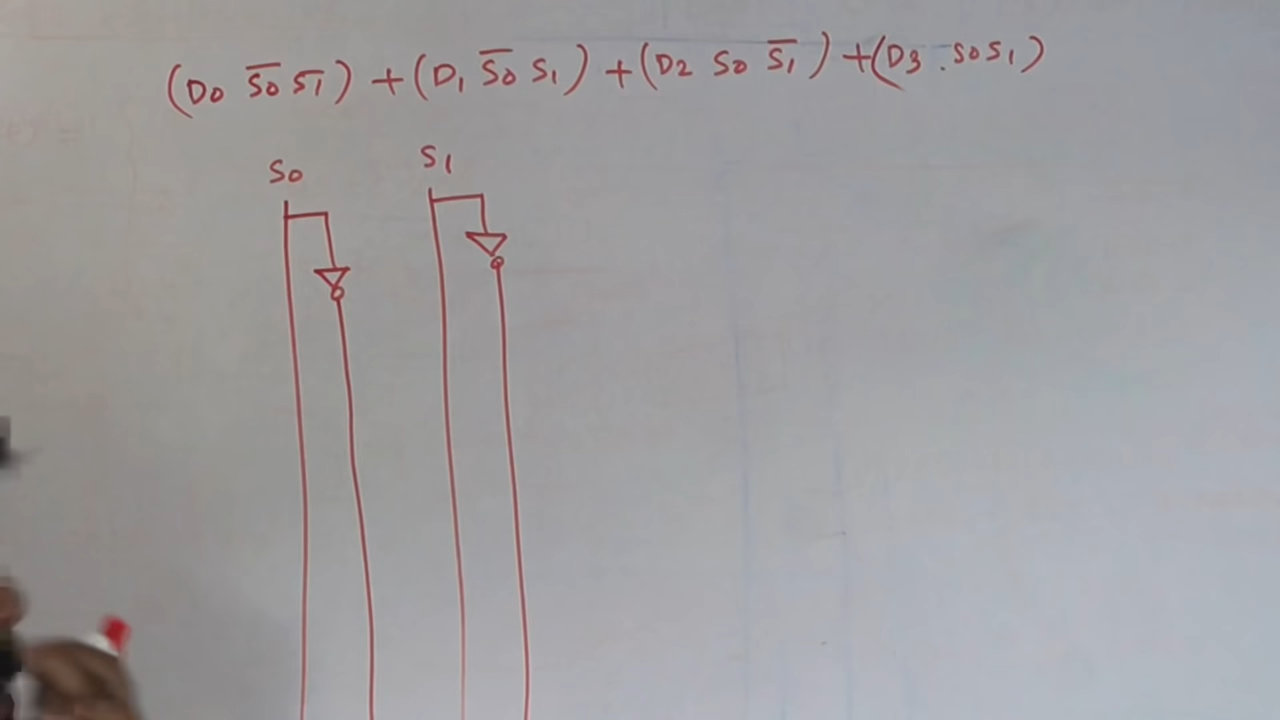 (D0 S̅0̅ S̅1̅) + (D1 S̅0̅ S1) + (D2 S0 S̅1̅) + (D3 . S0 S1)
S0 S1